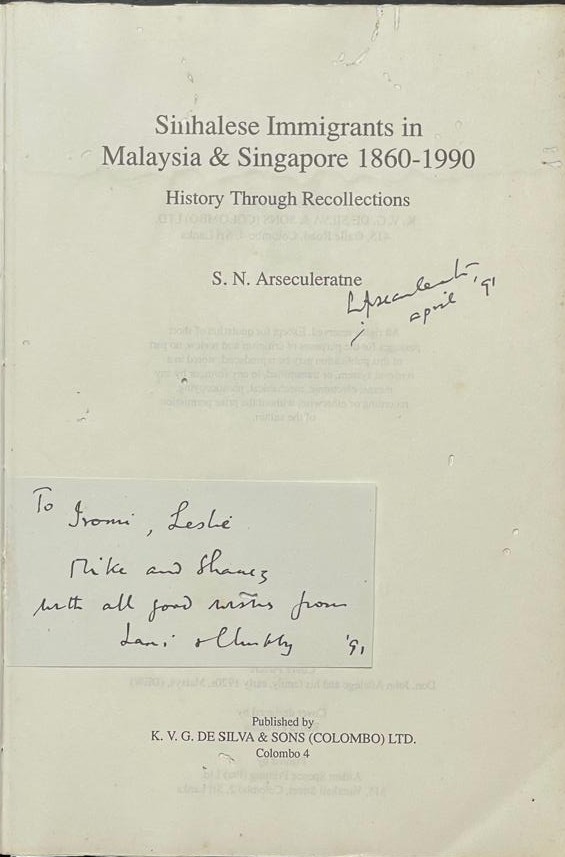 Sinhalese Immigrants in
Malaysia & Singapore 1860-1990
History Through Recollections
S. N. Arseculeratne
april '91
To Iromi, Leslie
Mike and
with all good wishes from
Lani & '91
Published by
K. V. G. DE SILVA & SONS (COLOMBO) LTD.
Colombo 4